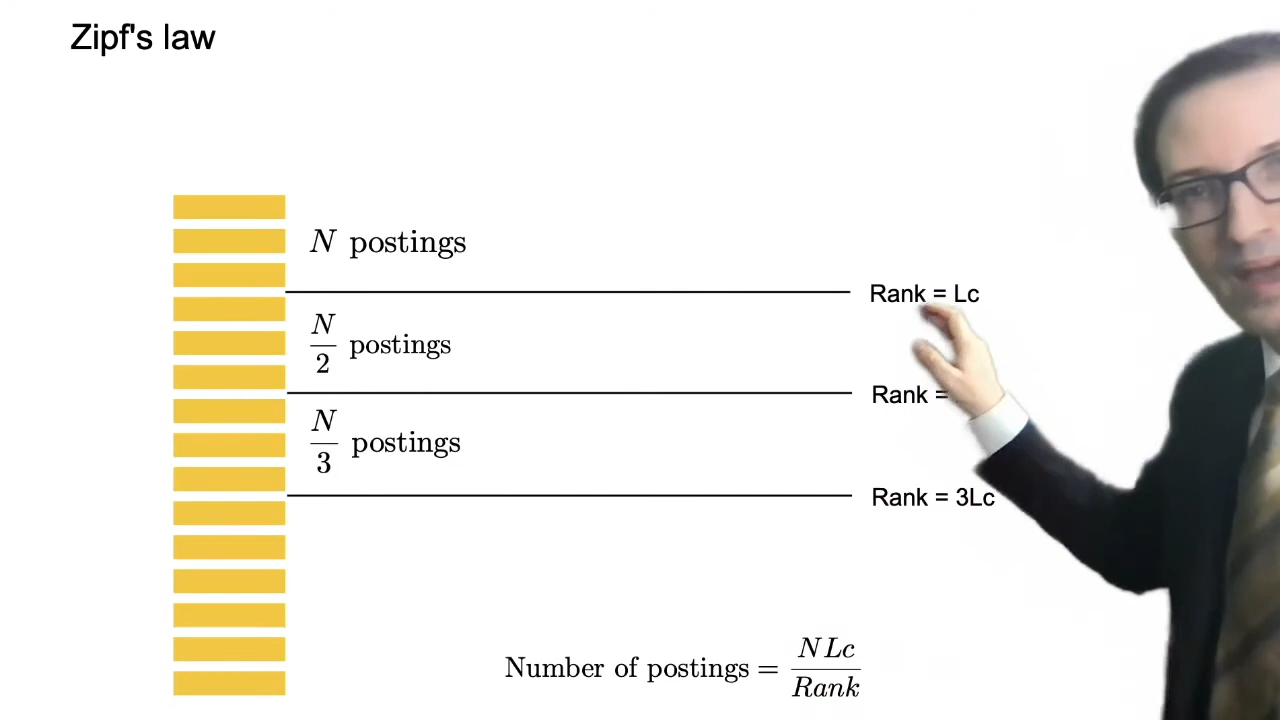 Zipf's law
N postings
Rank = Lc
N/2 postings
Rank =
N/3 postings
Rank = 3Lc
Number of postings = NLc/Rank